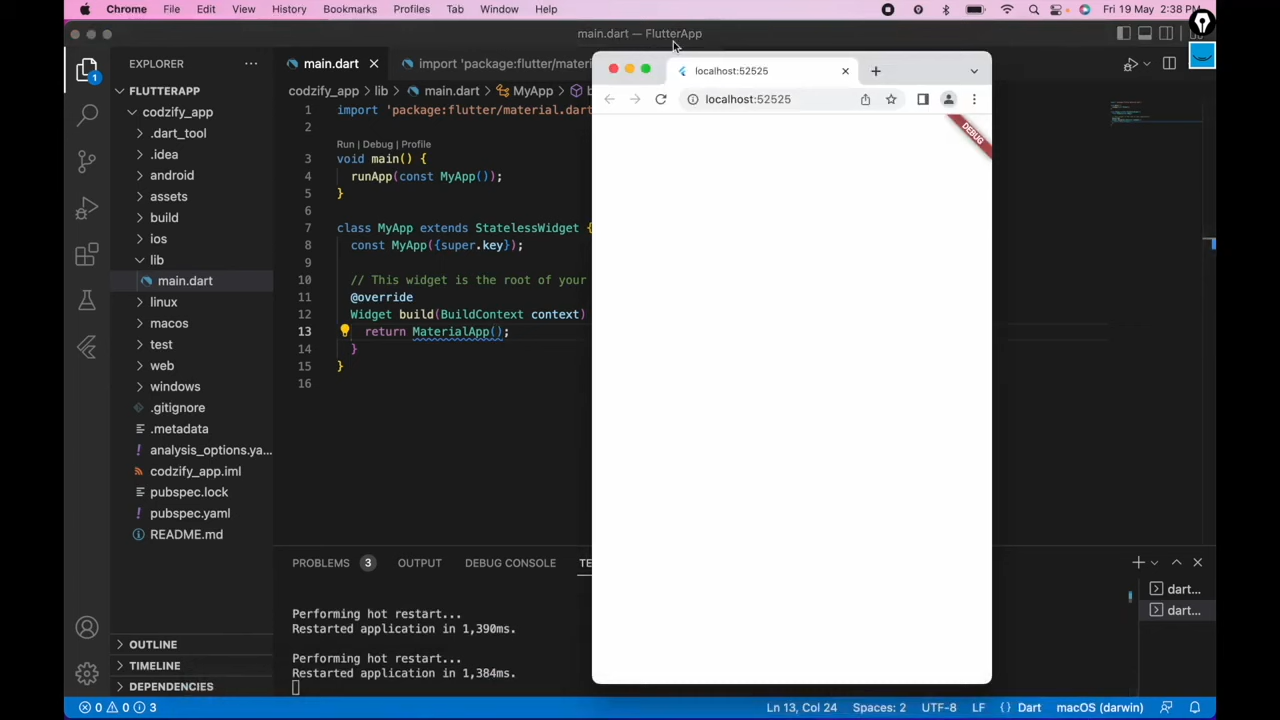 Chrome File Edit View History Bookmarks Profiles Tab Window Help Fri 19 May 2:38 PM
main.dart — FlutterApp
EXPLORER
FLUTTERAPP
codzify_app
.dart_tool
.idea
android
assets
build
ios
lib
main.dart
linux
macos
test
web
windows
.gitignore
.metadata
analysis_options.ya...
codzify_app.iml
pubspec.lock
pubspec.yaml
README.md
OUTLINE
TIMELINE
DEPENDENCIES
1
main.dart
import 'package:flutter/materi
codzify_app > lib > main.dart > MyApp > b
1 import 'package:flutter/material.dart
2
Run | Debug | Profile
3 void main() {
4 runApp(const MyApp());
5 }
6
7 class MyApp extends StatelessWidget {
8 const MyApp({super.key});
9
10 // This widget is the root of your
11 @override
12 Widget build(BuildContext context)
13 return MaterialApp();
14 }
15 }
16
localhost:52525
localhost:52525
DEBUG
PROBLEMS 3 OUTPUT DEBUG CONSOLE TE
Performing hot restart...
Restarted application in 1,390ms.
Performing hot restart...
Restarted application in 1,384ms.
dart...
dart...
0 0 3 Ln 13, Col 24 Spaces: 2 UTF-8 LF { } Dart macOS (darwin)